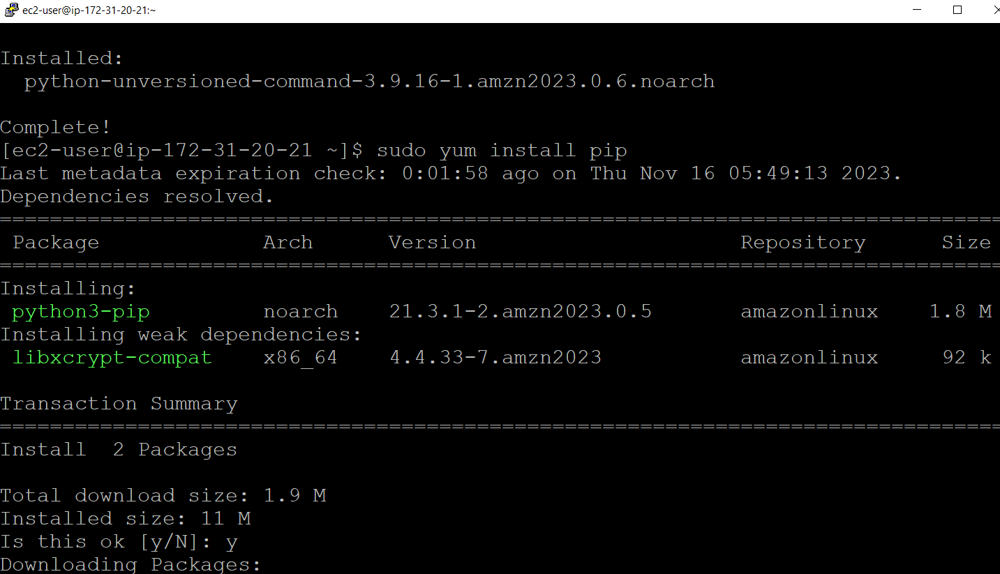 ec2-user@ip-172-31-20-21:~
Installed:
  python-unversioned-command-3.9.16-1.amzn2023.0.6.noarch
Complete!
[ec2-user@ip-172-31-20-21 ~]$ sudo yum install pip
Last metadata expiration check: 0:01:58 ago on Thu Nov 16 05:49:13 2023.
Dependencies resolved.
================================================================================
 Package             Arch      Version                     Repository      Size
================================================================================
Installing:
 python3-pip         noarch    21.3.1-2.amzn2023.0.5       amazonlinux    1.8 M
Installing weak dependencies:
 libxcrypt-compat    x86_64    4.4.33-7.amzn2023           amazonlinux     92 k
Transaction Summary
================================================================================
Install  2 Packages
Total download size: 1.9 M
Installed size: 11 M
Is this ok [y/N]: y
Downloading Packages: